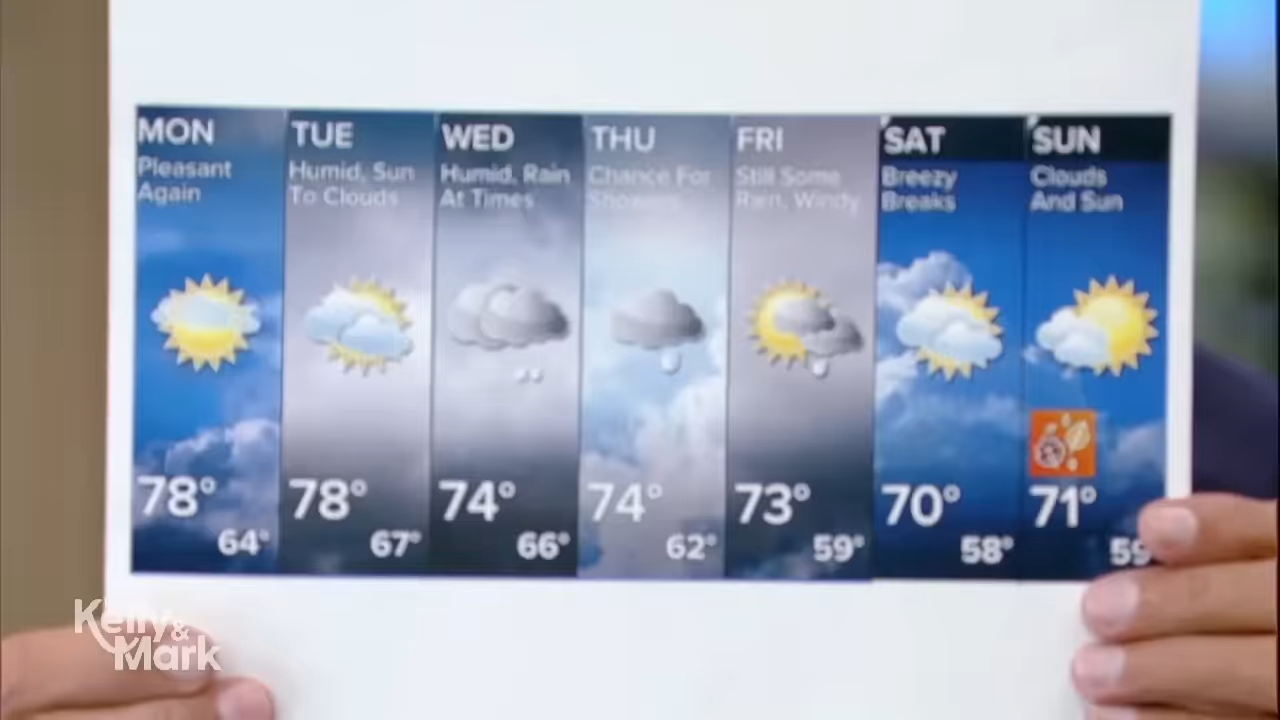 MON
Pleasant
Again
78°
64°
TUE
Humid, Sun
To Clouds
78°
67°
WED
Humid, Rain
At Times
74°
66°
THU
Chance For
Showers
74°
62°
FRI
Still Some
Rain, Windy
73°
59°
SAT
Breezy
Breaks
70°
58°
SUN
Clouds
And Sun
71°
59
Kelly
&
Mark